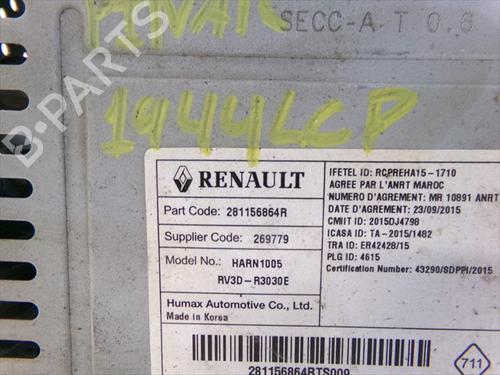 SECC-A T 0.6
B-PARTS
1944LCP
RENAULT
Part Code: 281156864R
Supplier Code: 269779
Model No.: HARN1005
RV3D-R3030E
Humax Automotive Co., Ltd.
Made in Korea
IFETEL ID: RCPREHA15-1710
AGREE PAR L'ANRT MAROC
NUMERO D'AGREMENT: MR 10891 ANRT
DATE D'AGREMENT: 23/09/2015
CMIIT ID: 2015DJ4798
ICASA ID: TA-2015/1482
TRA ID: ER42428/15
PLG ID: 4615
Certification Number: 43290/SDPPI/2015
281156864RTS009
711